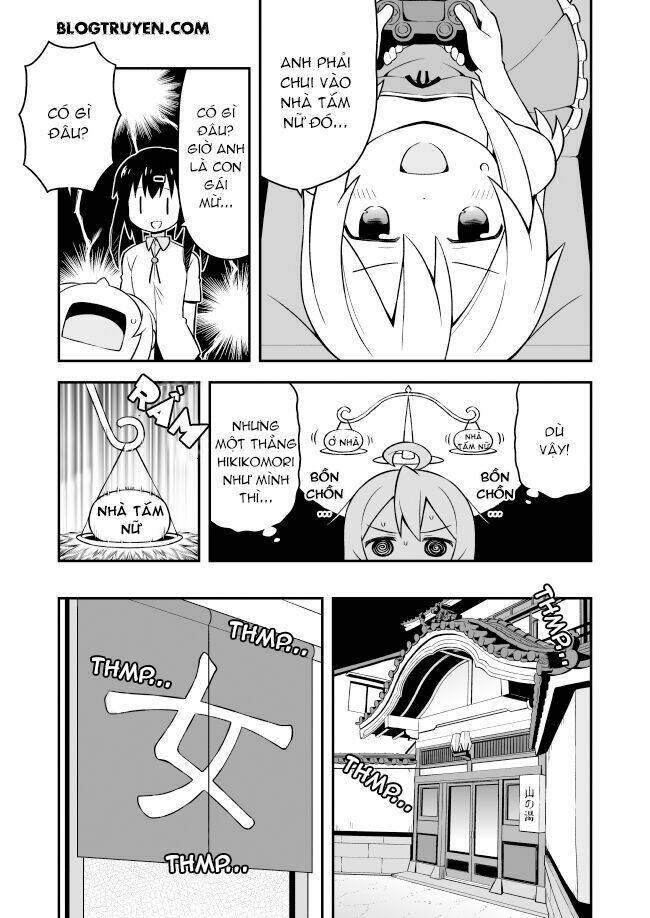 BLOGTRUYEN.COM
ANH PHẢI
CHUI VÀO
NHÀ TẮM
NỮ ĐÓ...
CÓ GÌ
ĐÂU?
GIỜ ANH
LÀ CON
GÁI
MỪ...
CÓ GÌ
ĐÂU?
DÙ
VẬY!
Ở NHÀ
NHÀ
TẮM NỮ
BỒN
CHỒN
...
BỒN
CHỒN
...
NHƯNG
MỘT THẰNG
HIKIKOMORI
NHƯ MÌNH
THÌ...
RẦM
NHÀ TẮM
NỮ
THMP...
THMP...
山の湯
THMP...
THMP...
女
THMP...